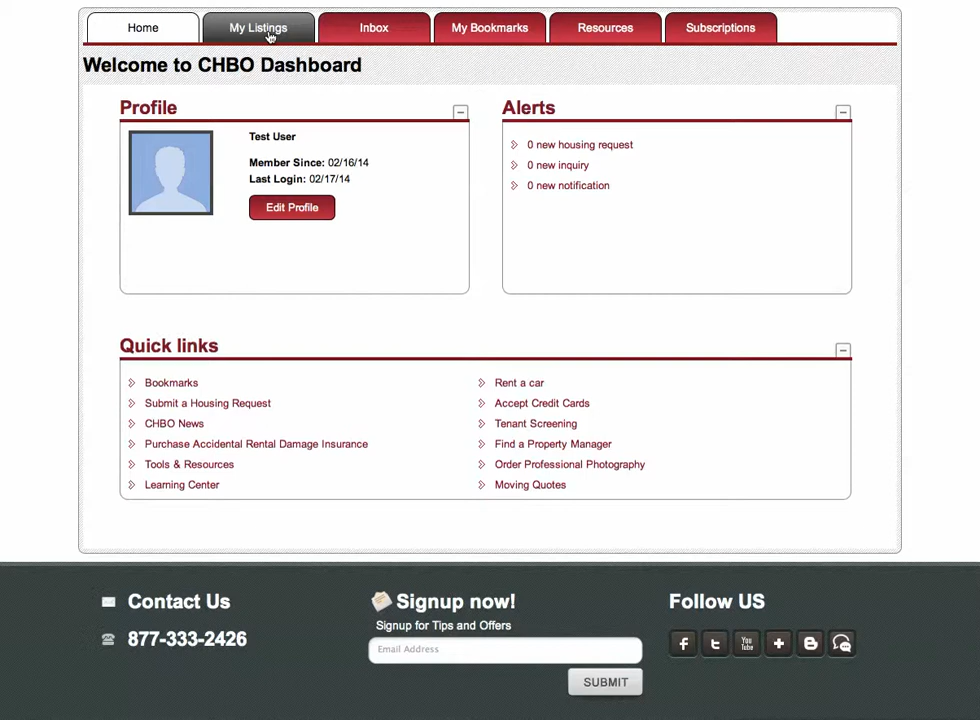 Home My Listings Inbox My Bookmarks Resources Subscriptions
Welcome to CHBO Dashboard
Profile
Test User
Member Since: 02/16/14
Last Login: 02/17/14
Edit Profile
Alerts
0 new housing request
0 new inquiry
0 new notification
Quick links
Bookmarks
Submit a Housing Request
CHBO News
Purchase Accidental Rental Damage Insurance
Tools & Resources
Learning Center
Rent a car
Accept Credit Cards
Tenant Screening
Find a Property Manager
Order Professional Photography
Moving Quotes
Contact Us
877-333-2426
Signup now!
Signup for Tips and Offers
Email Address
SUBMIT
Follow US
You
Tube